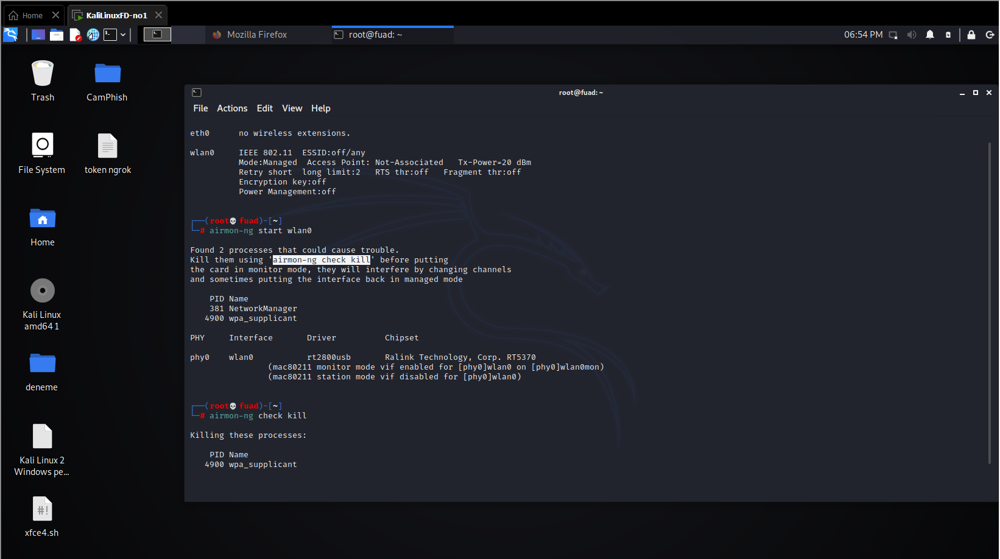 Home
KaliLinuxFD-no1
Mozilla Firefox
root@fuad: ~
06:54 PM
Trash
CamPhish
File System
token ngrok
Home
Kali Linux
amd64 1
deneme
Kali Linux 2
Windows pe...
#!
xfce4.sh
root@fuad: ~
File Actions Edit View Help
eth0      no wireless extensions.
wlan0     IEEE 802.11  ESSID:off/any
Mode:Managed  Access Point: Not-Associated   Tx-Power=20 dBm
Retry short  long limit:2   RTS thr:off   Fragment thr:off
Encryption key:off
Power Management:off
┌──(root💀fuad)-[~]
└─# airmon-ng start wlan0
Found 2 processes that could cause trouble.
Kill them using 'airmon-ng check kill' before putting
the card in monitor mode, they will interfere by changing channels
and sometimes putting the interface back in managed mode
PID Name
381 NetworkManager
4900 wpa_supplicant
PHY     Interface       Driver          Chipset
phy0    wlan0           rt2800usb       Ralink Technology, Corp. RT5370
(mac80211 monitor mode vif enabled for [phy0]wlan0 on [phy0]wlan0mon)
(mac80211 station mode vif disabled for [phy0]wlan0)
┌──(root💀fuad)-[~]
└─# airmon-ng check kill
Killing these processes:
PID Name
4900 wpa_supplicant